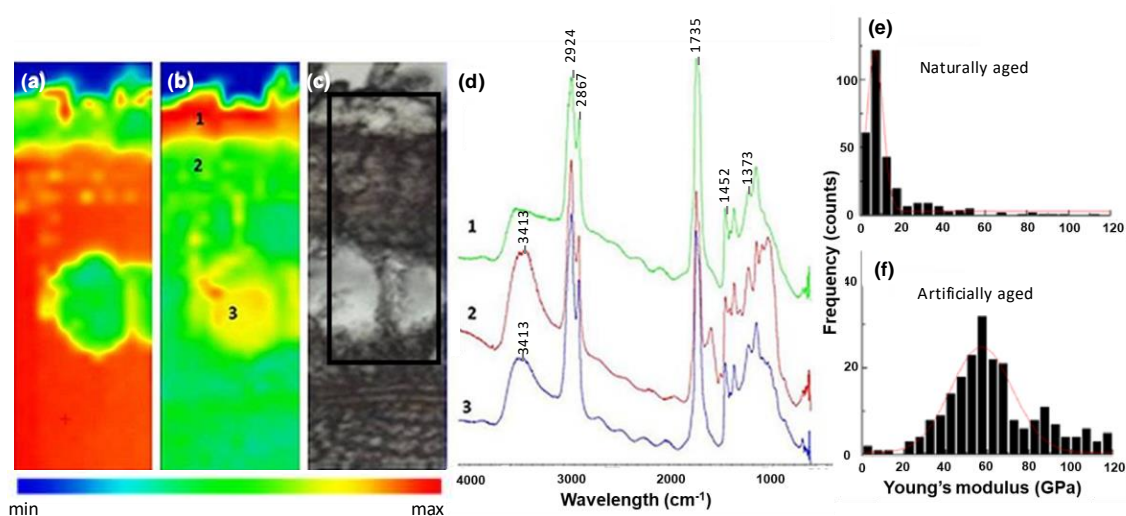 (a)
(b)
(c)
1
2
3
min
max
(d)
2924
2867
1735
3413
3413
1452
1373
1
2
3
4000 3000 2000 1000
Wavelength (cm-1)
(e)
Naturally aged
100
50
0
0 20 40 60 80 100 120
Frequency (counts)
(f)
Artificially aged
40
20
0
0 20 40 60 80 100 120
Young's modulus (GPa)